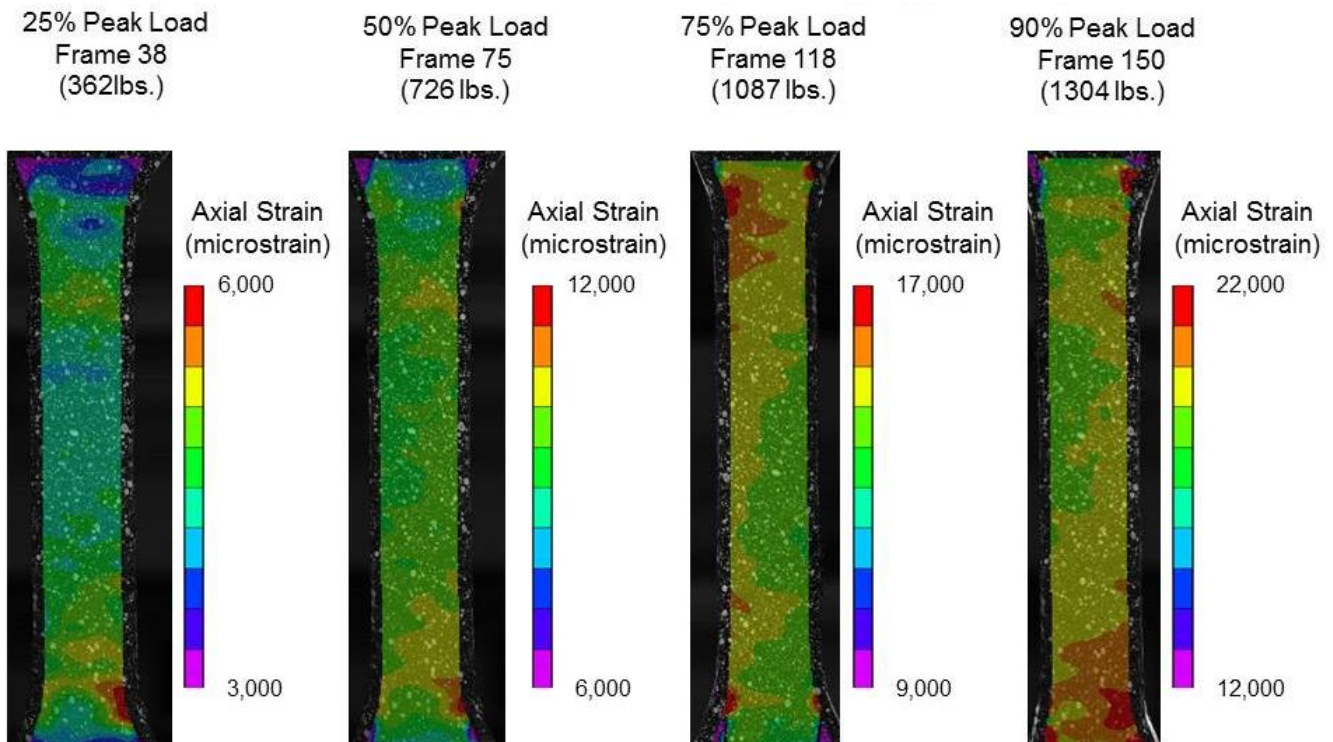 25% Peak Load
Frame 38
(362lbs.)
50% Peak Load
Frame 75
(726 lbs.)
75% Peak Load
Frame 118
(1087 lbs.)
90% Peak Load
Frame 150
(1304 lbs.)
Axial Strain
(microstrain)
6,000
3,000
Axial Strain
(microstrain)
12,000
6,000
Axial Strain
(microstrain)
17,000
9,000
Axial Strain
(microstrain)
22,000
12,000